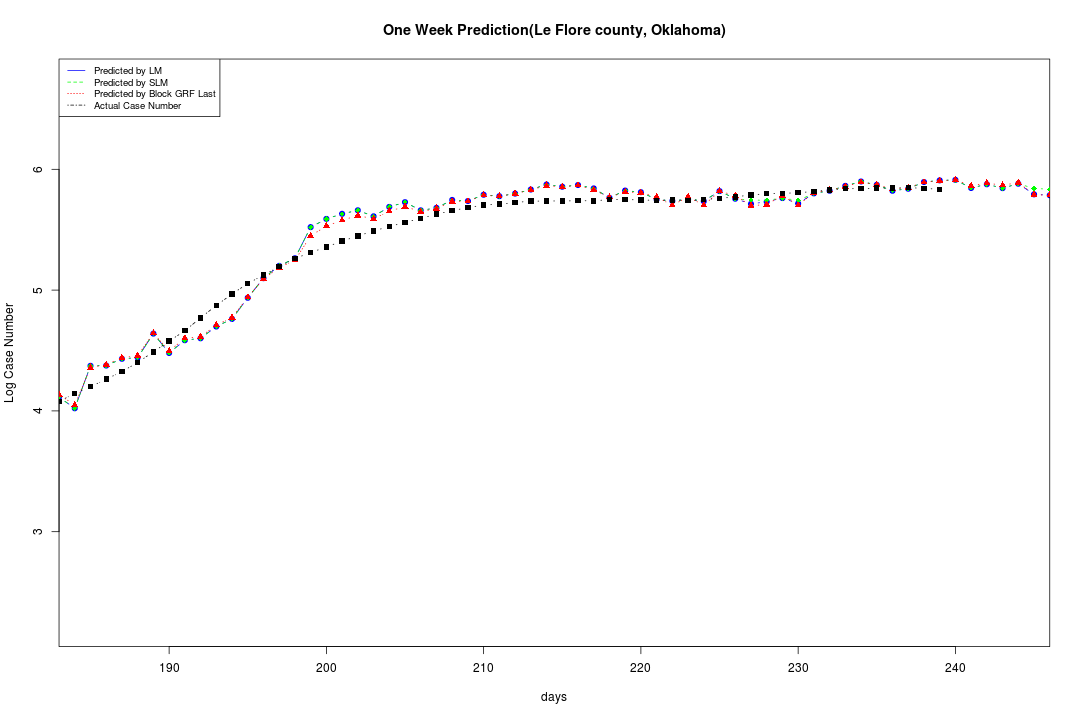 One Week Prediction(Le Flore county, Oklahoma)
Predicted by LM
Predicted by SLM
Predicted by Block GRF Last
Actual Case Number
Log Case Number
6
5
4
3
190 200 210 220 230 240
days